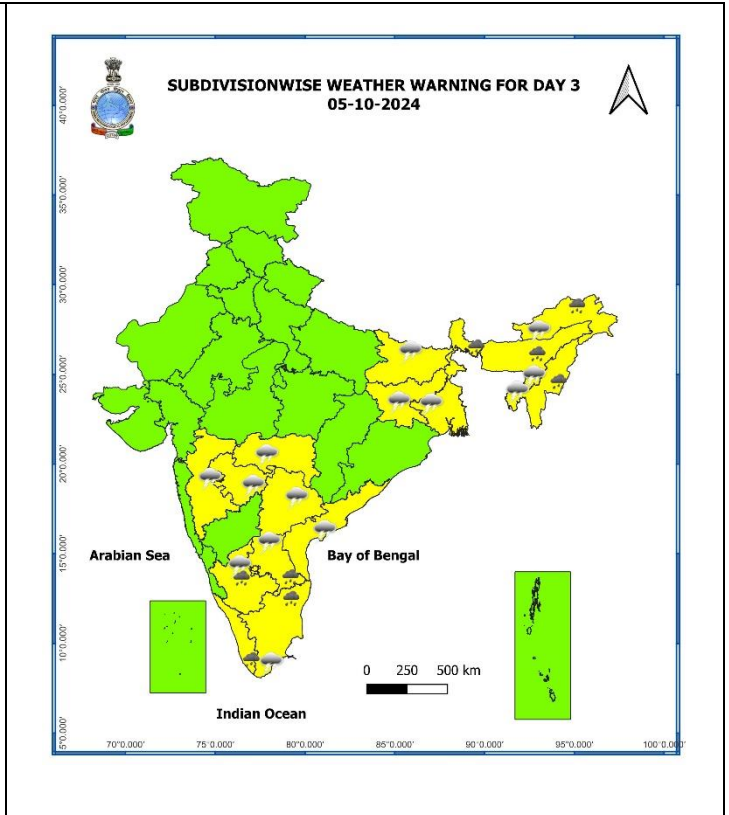 SUBDIVISIONWISE WEATHER WARNING FOR DAY 3
05-10-2024
40°0.000'
35°0.000'
30°0.000'
25°0.000'
20°0.000'
15°0.000'
10°0.000'
5°0.000'
Arabian Sea
Bay of Bengal
0 250 500 km
Indian Ocean
70°0.000' 75°0.000' 80°0.000' 85°0.000' 90°0.000' 95°0.000' 100°0.000'